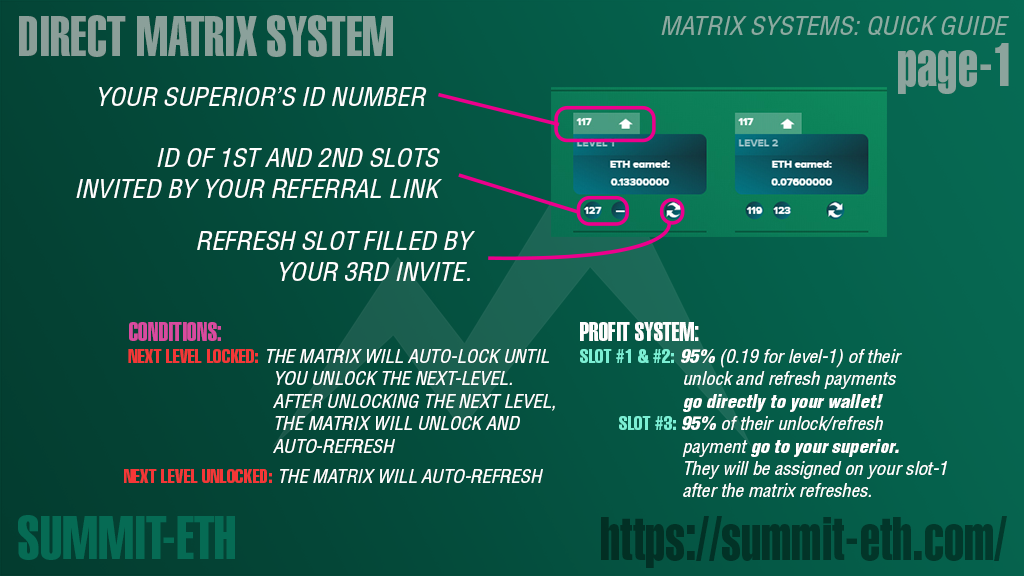 DIRECT MATRIX SYSTEM
MATRIX SYSTEMS: QUICK GUIDE
page-1
YOUR SUPERIOR'S ID NUMBER
ID OF 1ST AND 2ND SLOTS
INVITED BY YOUR REFERRAL LINK
REFRESH SLOT FILLED BY
YOUR 3RD INVITE.
117
LEVEL 1
ETH earned:
0.13300000
127 –
117
LEVEL 2
ETH earned:
0.07600000
119 123
CONDITIONS:
NEXT LEVEL LOCKED: THE MATRIX WILL AUTO-LOCK UNTIL
YOU UNLOCK THE NEXT-LEVEL.
AFTER UNLOCKING THE NEXT LEVEL,
THE MATRIX WILL UNLOCK AND
AUTO-REFRESH
NEXT LEVEL UNLOCKED: THE MATRIX WILL AUTO-REFRESH
PROFIT SYSTEM:
SLOT #1 & #2: 95% (0.19 for level-1) of their
unlock and refresh payments
go directly to your wallet!
SLOT #3: 95% of their unlock/refresh
payment go to your superior.
They will be assigned on your slot-1
after the matrix refreshes.
SUMMIT-ETH
https://summit-eth.com/